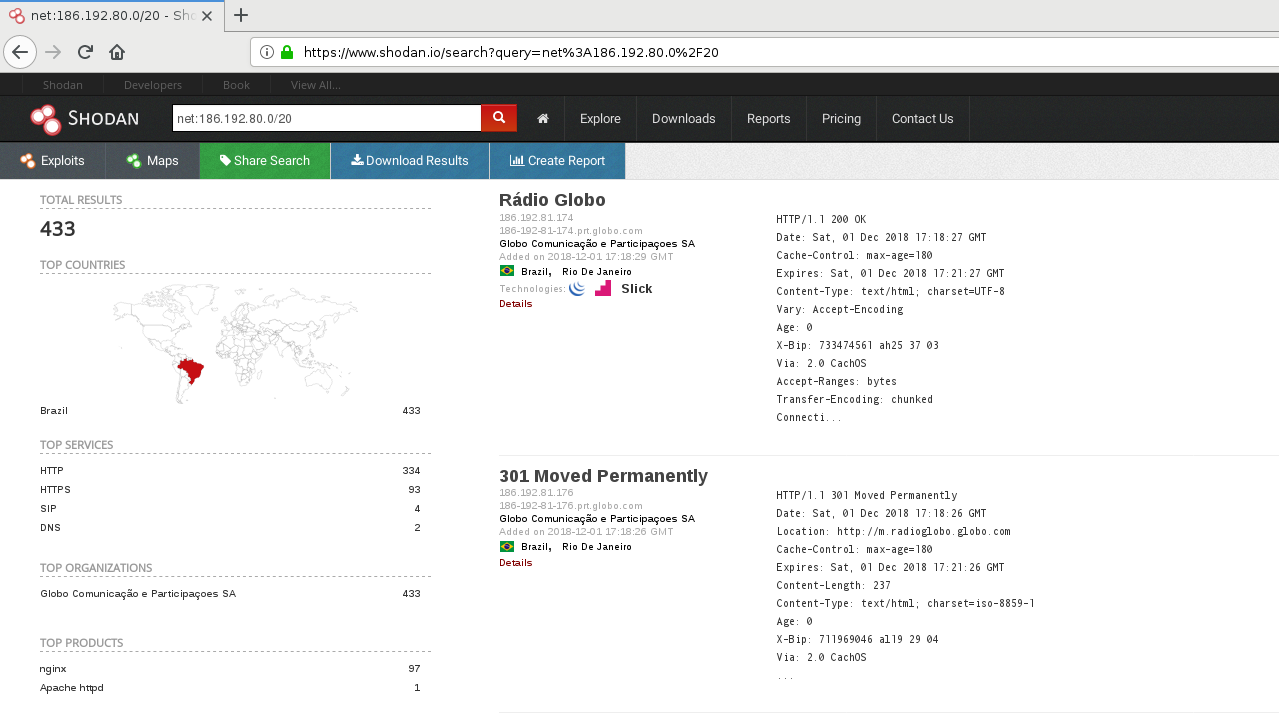 net:186.192.80.0/20 - Sho
https://www.shodan.io/search?query=net%3A186.192.80.0%2F20
Shodan Developers Book View All...
SHODAN net:186.192.80.0/20 Explore Downloads Reports Pricing Contact Us
Exploits Maps Share Search Download Results Create Report
TOTAL RESULTS
433
TOP COUNTRIES
Brazil 433
TOP SERVICES
HTTP 334
HTTPS 93
SIP 4
DNS 2
TOP ORGANIZATIONS
Globo Comunicação e Participaçoes SA 433
TOP PRODUCTS
nginx 97
Apache httpd 1
Rádio Globo
186.192.81.174
186-192-81-174.prt.globo.com
Globo Comunicação e Participaçoes SA
Added on 2018-12-01 17:18:29 GMT
Brazil, Rio De Janeiro
Technologies: Slick
Details
HTTP/1.1 200 OK
Date: Sat, 01 Dec 2018 17:18:27 GMT
Cache-Control: max-age=180
Expires: Sat, 01 Dec 2018 17:21:27 GMT
Content-Type: text/html; charset=UTF-8
Vary: Accept-Encoding
Age: 0
X-Bip: 733474561 ah25 37 03
Via: 2.0 CachOS
Accept-Ranges: bytes
Transfer-Encoding: chunked
Connecti...
301 Moved Permanently
186.192.81.176
186-192-81-176.prt.globo.com
Globo Comunicação e Participaçoes SA
Added on 2018-12-01 17:18:26 GMT
Brazil, Rio De Janeiro
Details
HTTP/1.1 301 Moved Permanently
Date: Sat, 01 Dec 2018 17:18:26 GMT
Location: http://m.radioglobo.globo.com
Cache-Control: max-age=180
Expires: Sat, 01 Dec 2018 17:21:26 GMT
Content-Length: 237
Content-Type: text/html; charset=iso-8859-1
Age: 0
X-Bip: 711969046 al19 29 04
Via: 2.0 CachOS
...